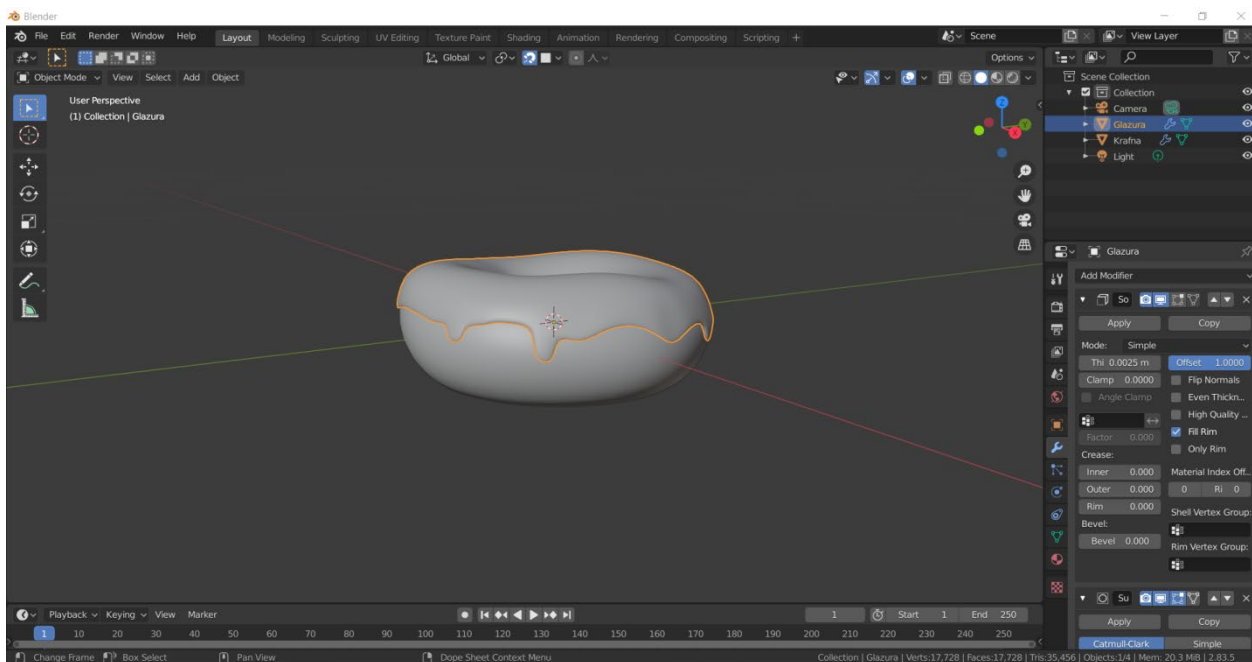 Blender
File Edit Render Window Help Layout Modeling Sculpting UV Editing Texture Paint Shading Animation Rendering Compositing Scripting + Scene View Layer
Global Options
Object Mode View Select Add Object
User Perspective
(1) Collection | Glazura
Z
Y
X
Scene Collection
Collection
Camera
Glazura
Krafna
Light
Glazura
Add Modifier
So
Apply Copy
Mode: Simple
Thi 0.0025 m Offset 1.0000
Clamp 0.0000 Flip Normals
Angle Clamp Even Thickn...
High Quality ...
Fill Rim
Factor 0.000
Only Rim
Crease:
Inner 0.000 Material Index Off...
Outer 0.000 0 Ri 0
Rim 0.000 Shell Vertex Group:
Bevel:
Bevel 0.000 Rim Vertex Group:
Su
Apply Copy
Catmull-Clark Simple
Playback Keying View Marker 1 Start 1 End 250
1 10 20 30 40 50 60 70 80 90 100 110 120 130 140 150 160 170 180 190 200 210 220 230 240 250
Change Frame Box Select Pan View Dope Sheet Context Menu Collection | Glazura | Verts:17,728 | Faces:17,728 | Tris:35,456 | Objects:1/4 | Mem: 20.3 MiB | 2.83.5